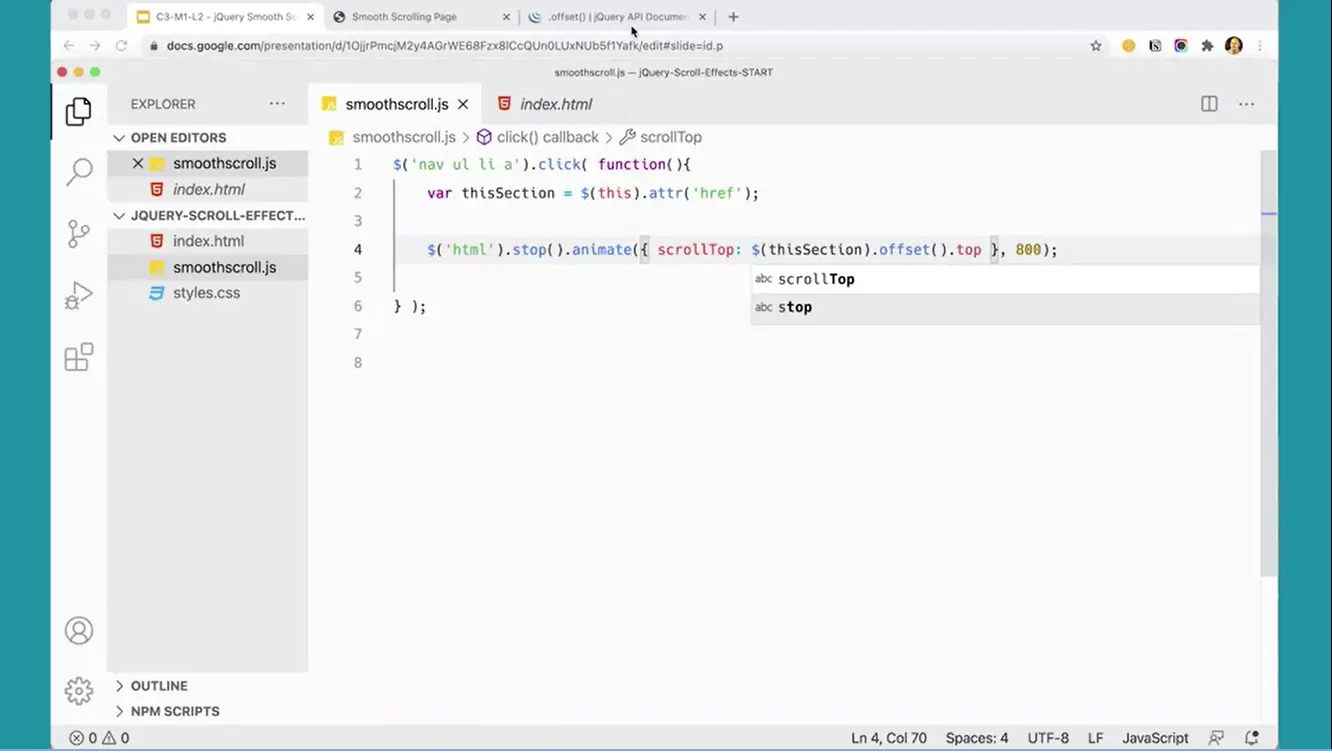 C3-M1-L2 - jQuery Smooth Sc
Smooth Scrolling Page
.offset() | jQuery API Documen
docs.google.com/presentation/d/1OjjrPmcjM2y4AGrWE68Fzx8lCcQUn0LUxNUb5f1Yafk/edit#slide=id.p
smoothscroll.js — jQuery-Scroll-Effects-START
EXPLORER
OPEN EDITORS
smoothscroll.js
index.html
JQUERY-SCROLL-EFFECT...
index.html
smoothscroll.js
styles.css
OUTLINE
NPM SCRIPTS
smoothscroll.js
index.html
smoothscroll.js > click() callback > scrollTop
1 $('nav ul li a').click( function(){
2 var thisSection = $(this).attr('href');
3
4 $('html').stop().animate({ scrollTop: $(thisSection).offset().top }, 800);
5
6 } );
7
8
abc scrollTop
abc stop
0 0
Ln 4, Col 70
Spaces: 4
UTF-8
LF
JavaScript